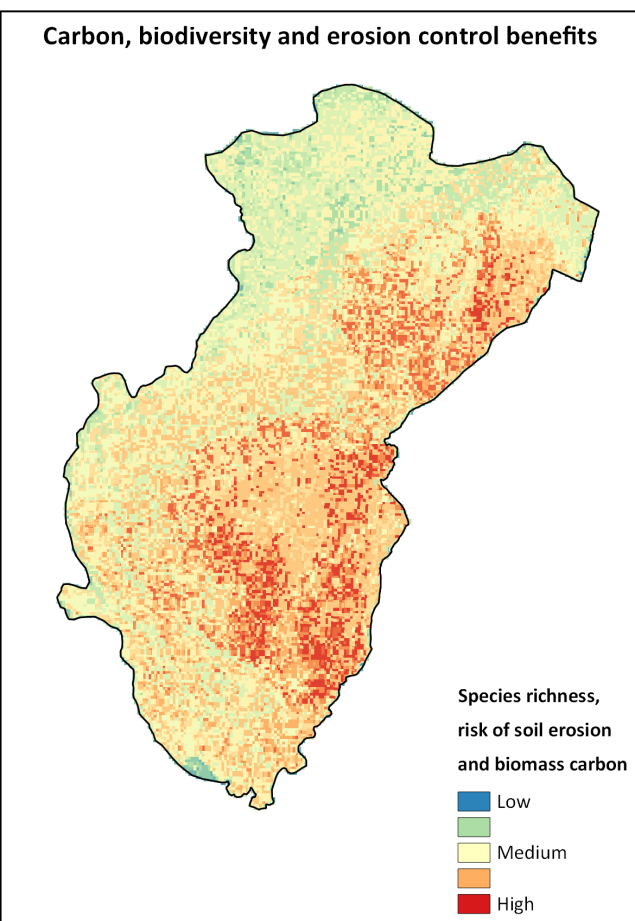 Carbon, biodiversity and erosion control benefits
Species richness,
risk of soil erosion
and biomass carbon
Low
Medium
High